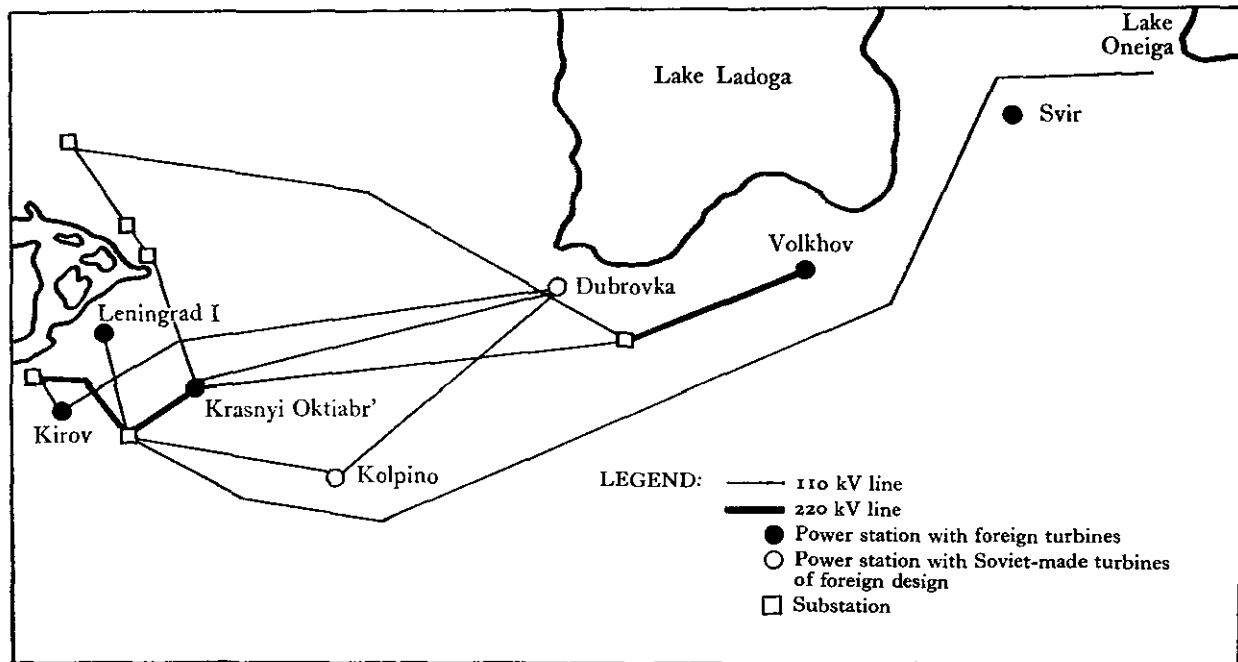 Lake
Oneiga
Lake Ladoga
Svir
Volkhov
Dubrovka
Leningrad I
Krasnyi Oktiabr'
Kirov
Kolpino
LEGEND:
110 kV line
220 kV line
Power station with foreign turbines
Power station with Soviet-made turbines
of foreign design
Substation